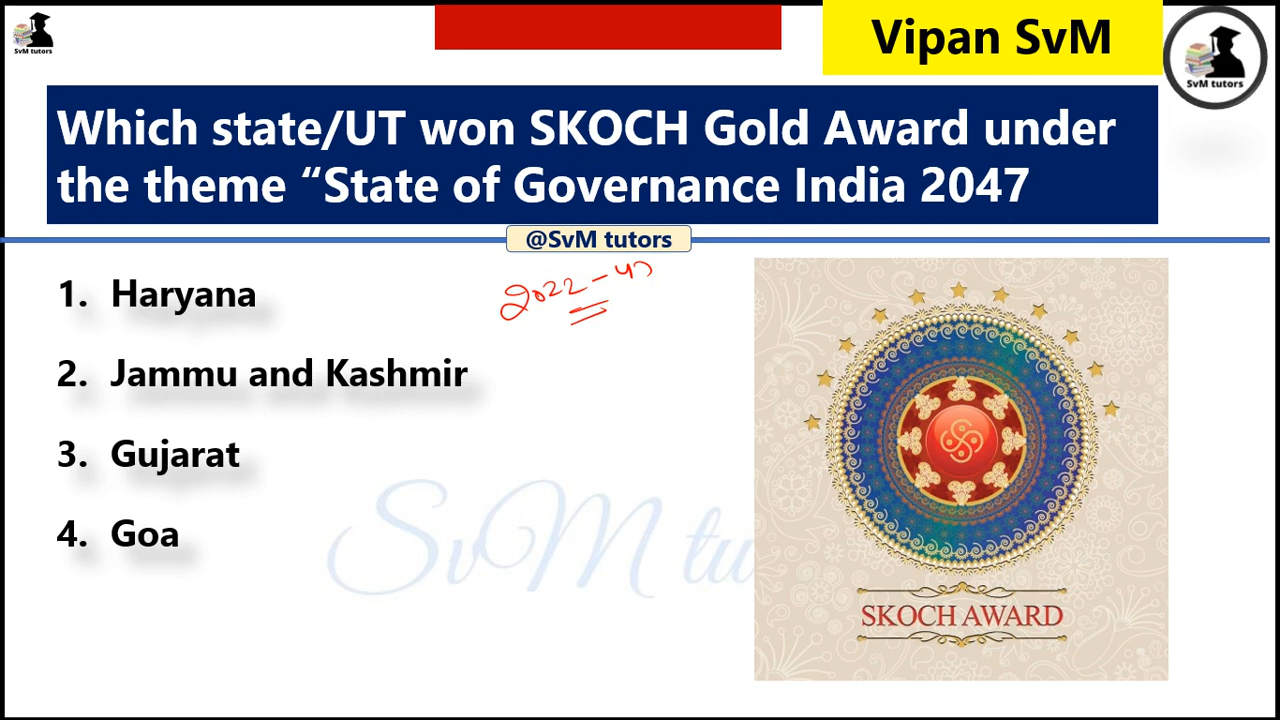 SvM tutors
Vipan SvM
SvM tutors
Which state/UT won SKOCH Gold Award under
the theme “State of Governance India 2047
@SvM tutors
1. Haryana
2022 -
2. Jammu and Kashmir
3. Gujarat
4. Goa
SvM tu
SKOCH AWARD